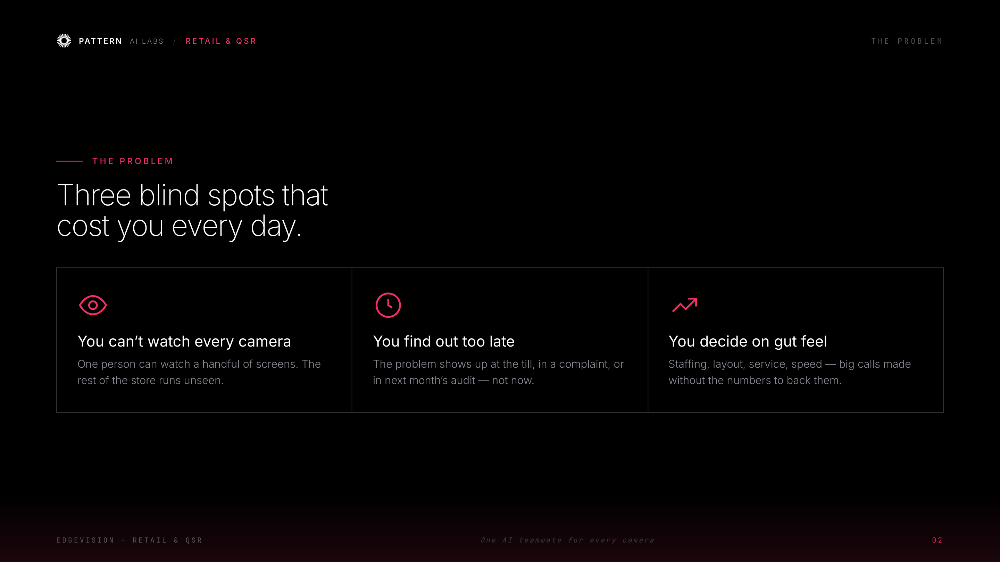 PATTERN AI LABS / RETAIL & QSR
THE PROBLEM
THE PROBLEM
Three blind spots that
cost you every day.
You can’t watch every camera
One person can watch a handful of screens. The
rest of the store runs unseen.
You find out too late
The problem shows up at the till, in a complaint, or
in next month’s audit — not now.
You decide on gut feel
Staffing, layout, service, speed — big calls made
without the numbers to back them.
EDGEVISION · RETAIL & QSR
One AI teammate for every camera
02